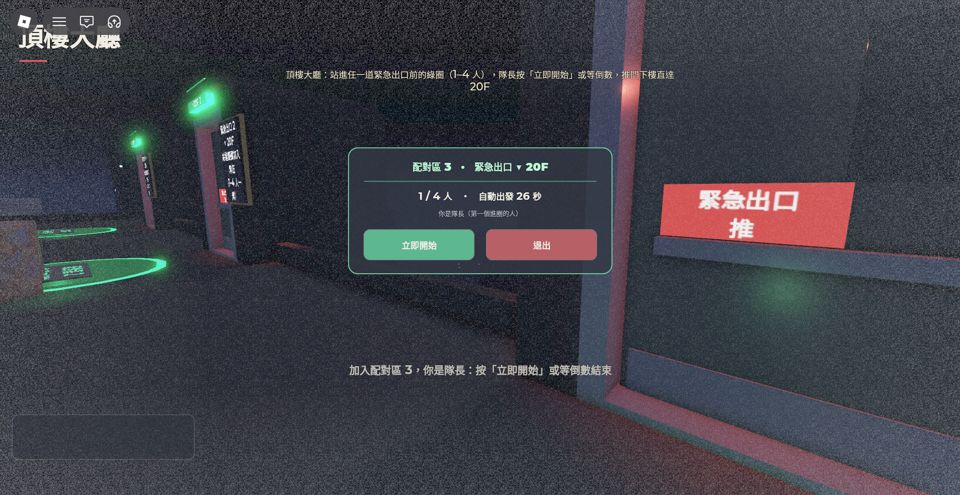 頂樓大廳
頂樓大廳：站進任一道緊急出口前的綠圈（1–4 人），隊長按「立即開始」或等倒數，推門下樓直達
20F
配對區 3 • 緊急出口 ▼ 20F
1 / 4 人 • 自動出發 26 秒
你是隊長（第一個進圈的人）
立即開始
退出
緊急出口
推
加入配對區 3，你是隊長：按「立即開始」或等倒數結束